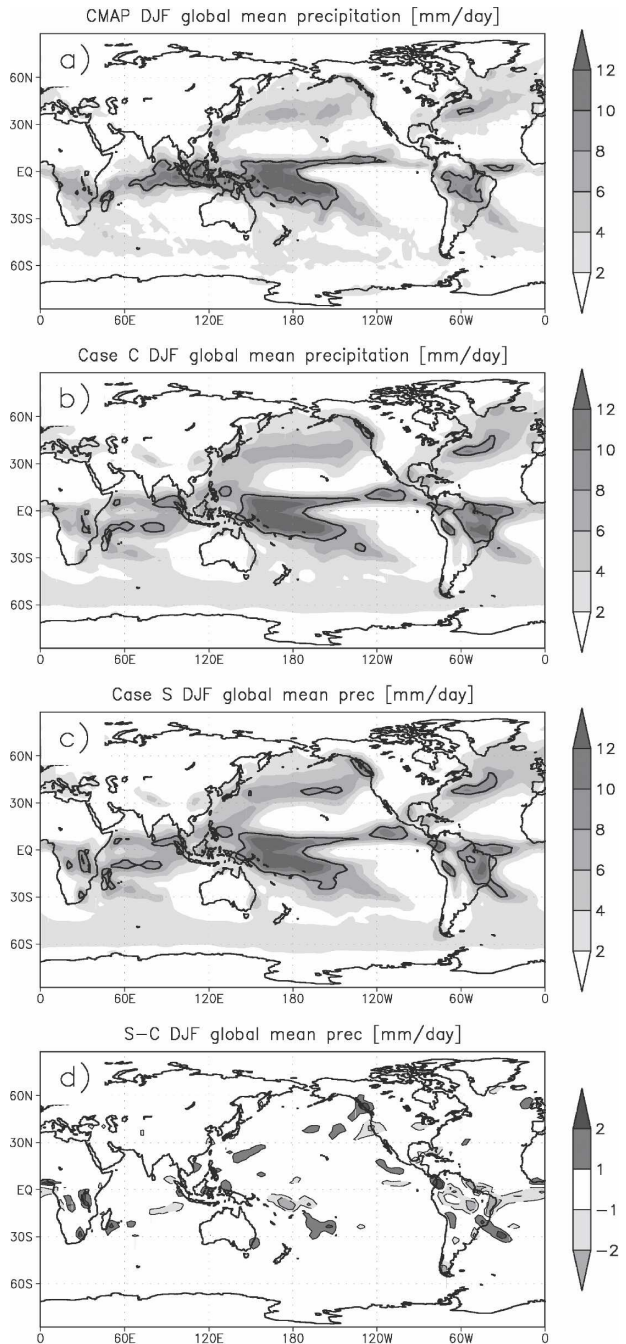 CMAP DJF global mean precipitation [mm/day]
a)
60N
30N
EQ
30S
60S
0 60E 120E 180 120W 60W 0
12
10
8
6
4
2
Case C DJF global mean precipitation [mm/day]
b)
60N
30N
EQ
30S
60S
0 60E 120E 180 120W 60W 0
12
10
8
6
4
2
Case S DJF global mean prec [mm/day]
c)
60N
30N
EQ
30S
60S
0 60E 120E 180 120W 60W 0
12
10
8
6
4
2
S-C DJF global mean prec [mm/day]
d)
60N
30N
EQ
30S
60S
0 60E 120E 180 120W 60W 0
2
1
-1
-2